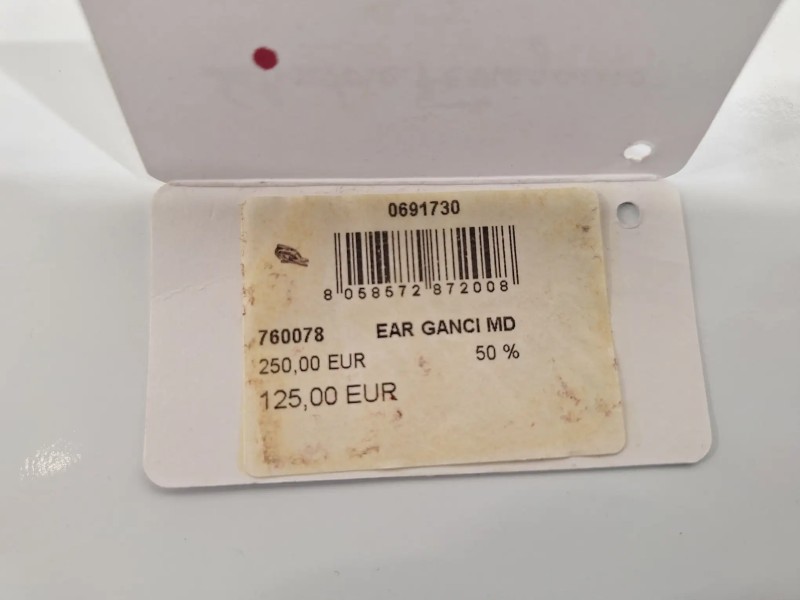 0691730
8 058572 872008
760078 EAR GANCI MD
250,00 EUR 50 %
125,00 EUR